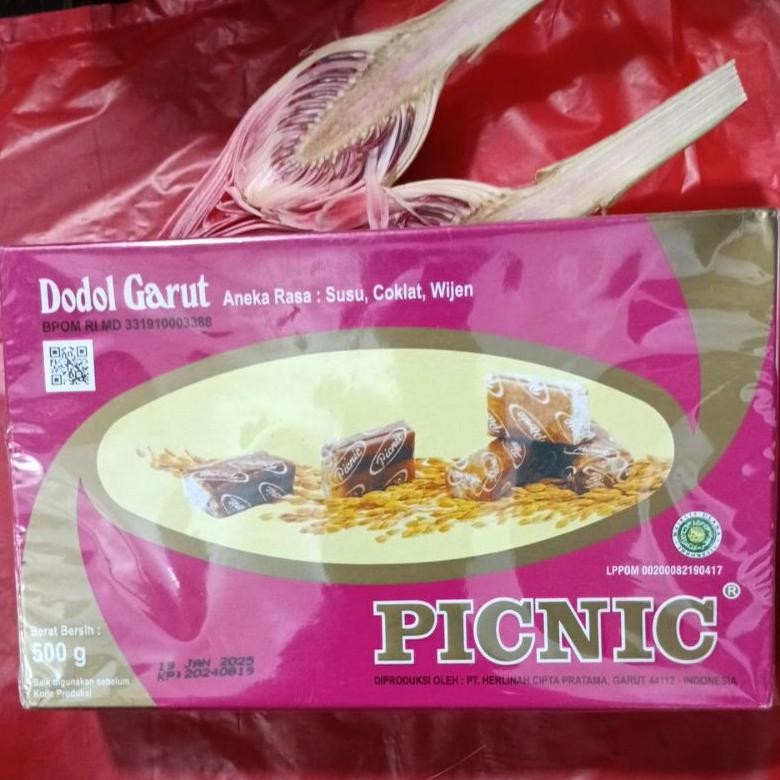 Dodol Garut Aneka Rasa : Susu, Coklat, Wijen
BPOM RI MD 331910003388
Picnic
LPPOM 00200082190417
PICNIC®
Berat Bersih :
500 g
19 JAN 2025
KP:20240819
Baik digunakan sebelum
Kode Produksi
DIPRODUKSI OLEH : PT. HERLINAH CIPTA PRATAMA, GARUT 44112 - INDONESIA